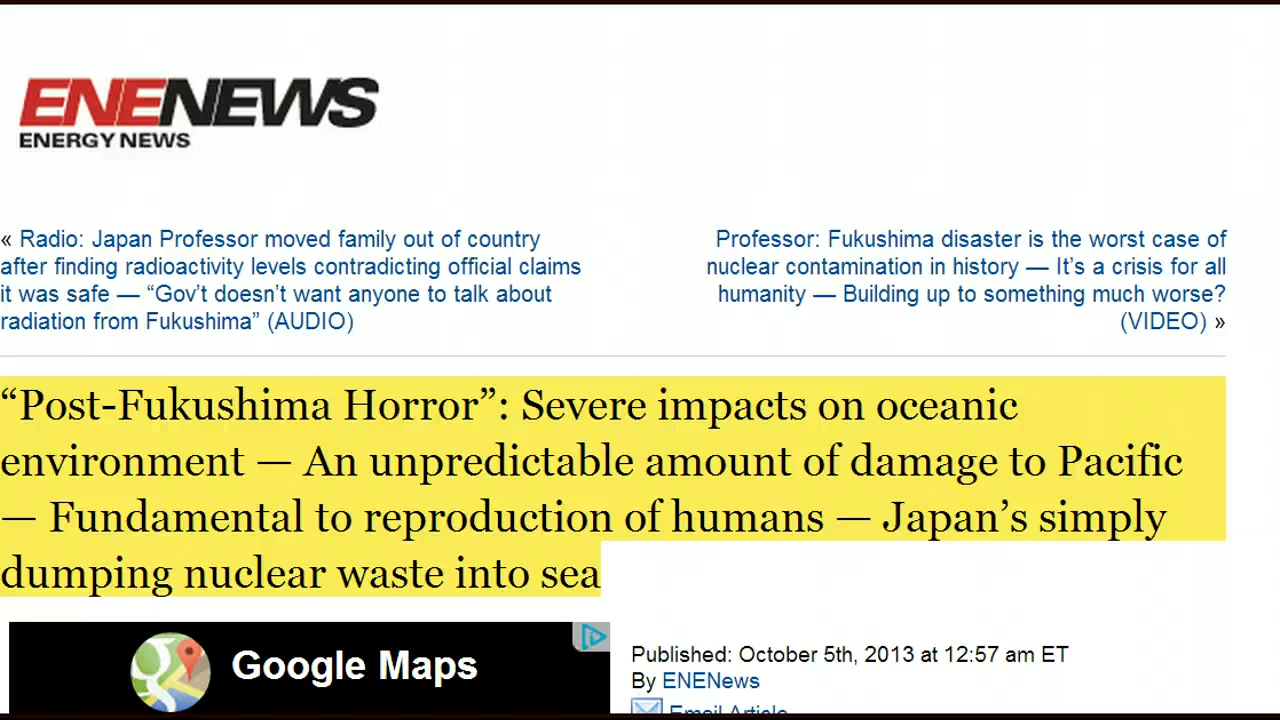 ENENEWS
ENERGY NEWS
« Radio: Japan Professor moved family out of country
after finding radioactivity levels contradicting official claims
it was safe — “Gov’t doesn’t want anyone to talk about
radiation from Fukushima” (AUDIO)
Professor: Fukushima disaster is the worst case of
nuclear contamination in history — It’s a crisis for all
humanity — Building up to something much worse?
(VIDEO) »
“Post-Fukushima Horror”: Severe impacts on oceanic
environment — An unpredictable amount of damage to Pacific
— Fundamental to reproduction of humans — Japan’s simply
dumping nuclear waste into sea
Google Maps
Published: October 5th, 2013 at 12:57 am ET
By ENENews
Email Article